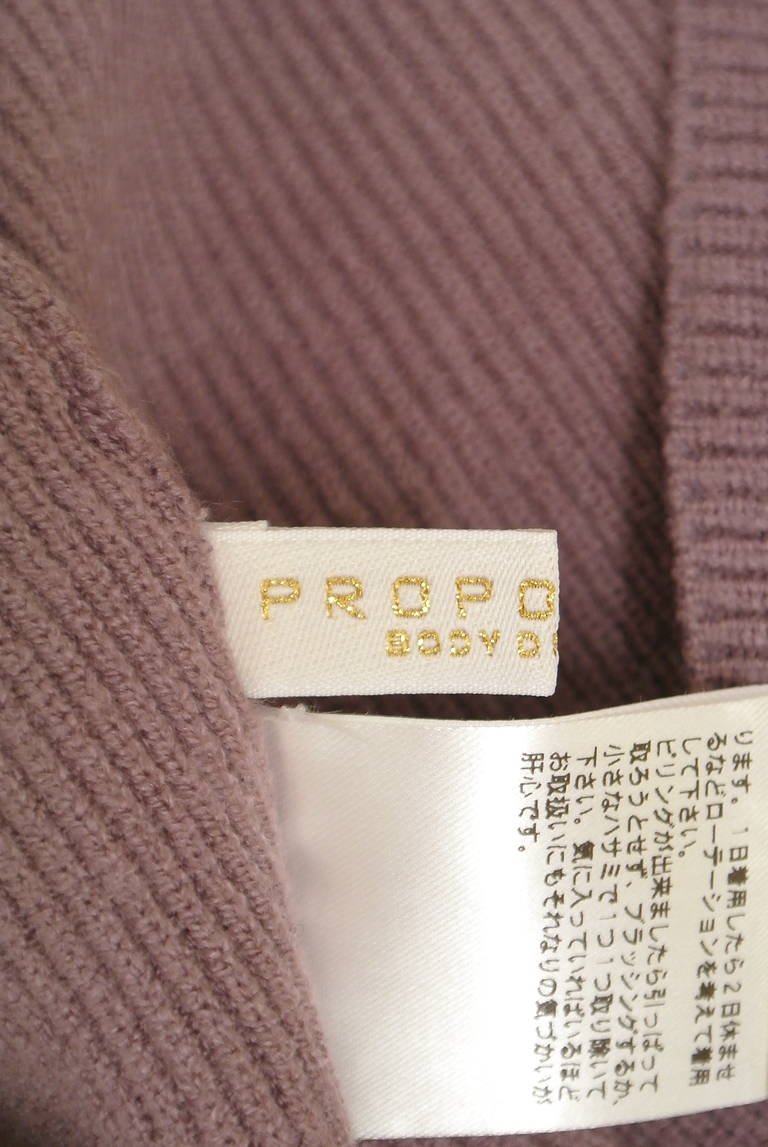 PROPO
BODY D
ります。1日着用したら2日休ませ
るなどローテーションを考えて着用
して下さい。
ピリングが出来ましたら引っぱって
取ろうとせず、ブラッシングするか、
小さなハサミで1つ1つ取り除いて
下さい。気に入っていればいるほど
お取扱いにもそれなりの気づかいが
肝心です。